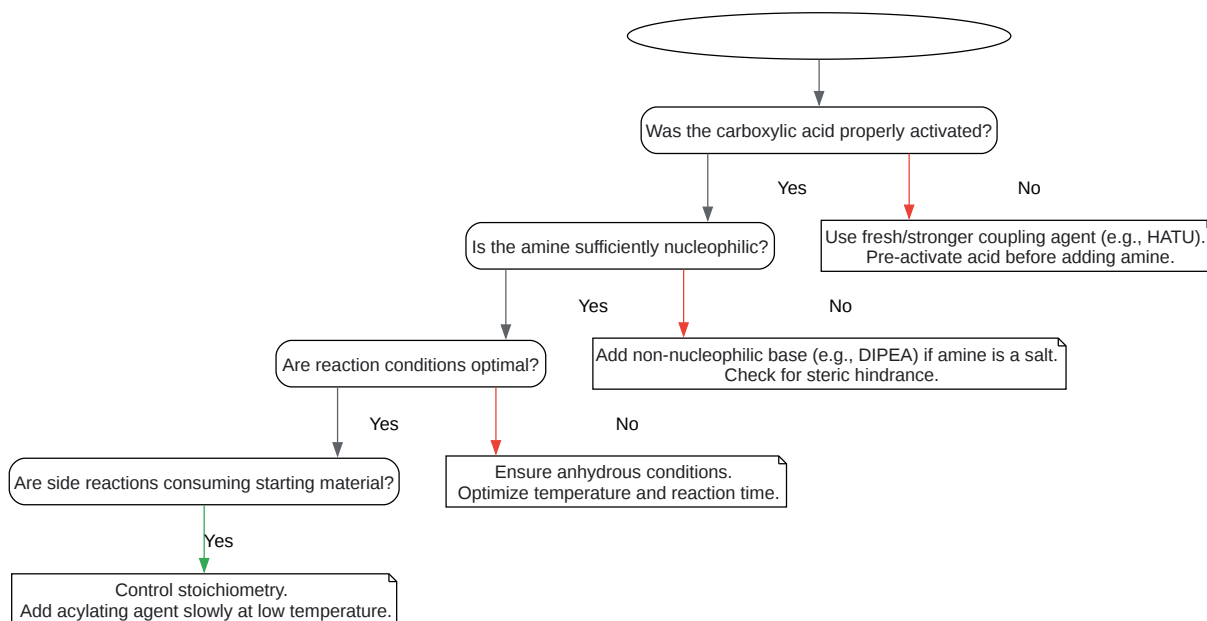 Was the carboxylic acid properly activated?
Yes
No
Use fresh/stronger coupling agent (e.g., HATU).
Pre-activate acid before adding amine.
Is the amine sufficiently nucleophilic?
Yes
No
Add non-nucleophilic base (e.g., DIPEA) if amine is a salt.
Check for steric hindrance.
Are reaction conditions optimal?
Yes
No
Ensure anhydrous conditions.
Optimize temperature and reaction time.
Are side reactions consuming starting material?
Yes
Control stoichiometry.
Add acylating agent slowly at low temperature.